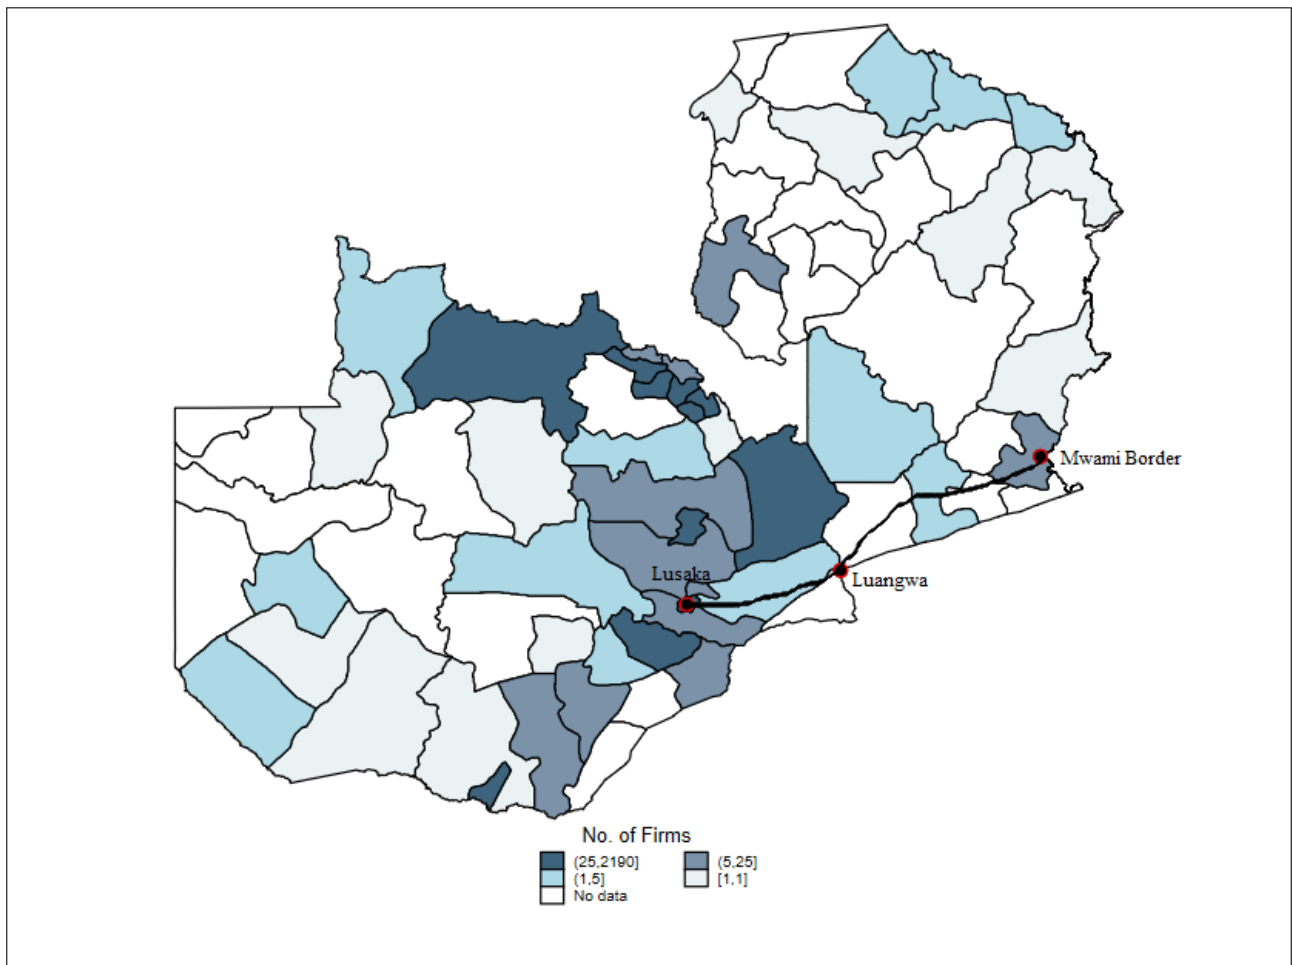 Mwami Border
Lusaka
Luangwa
No. of Firms
(25,2190]
(5,25]
(1,5]
[1,1]
No data